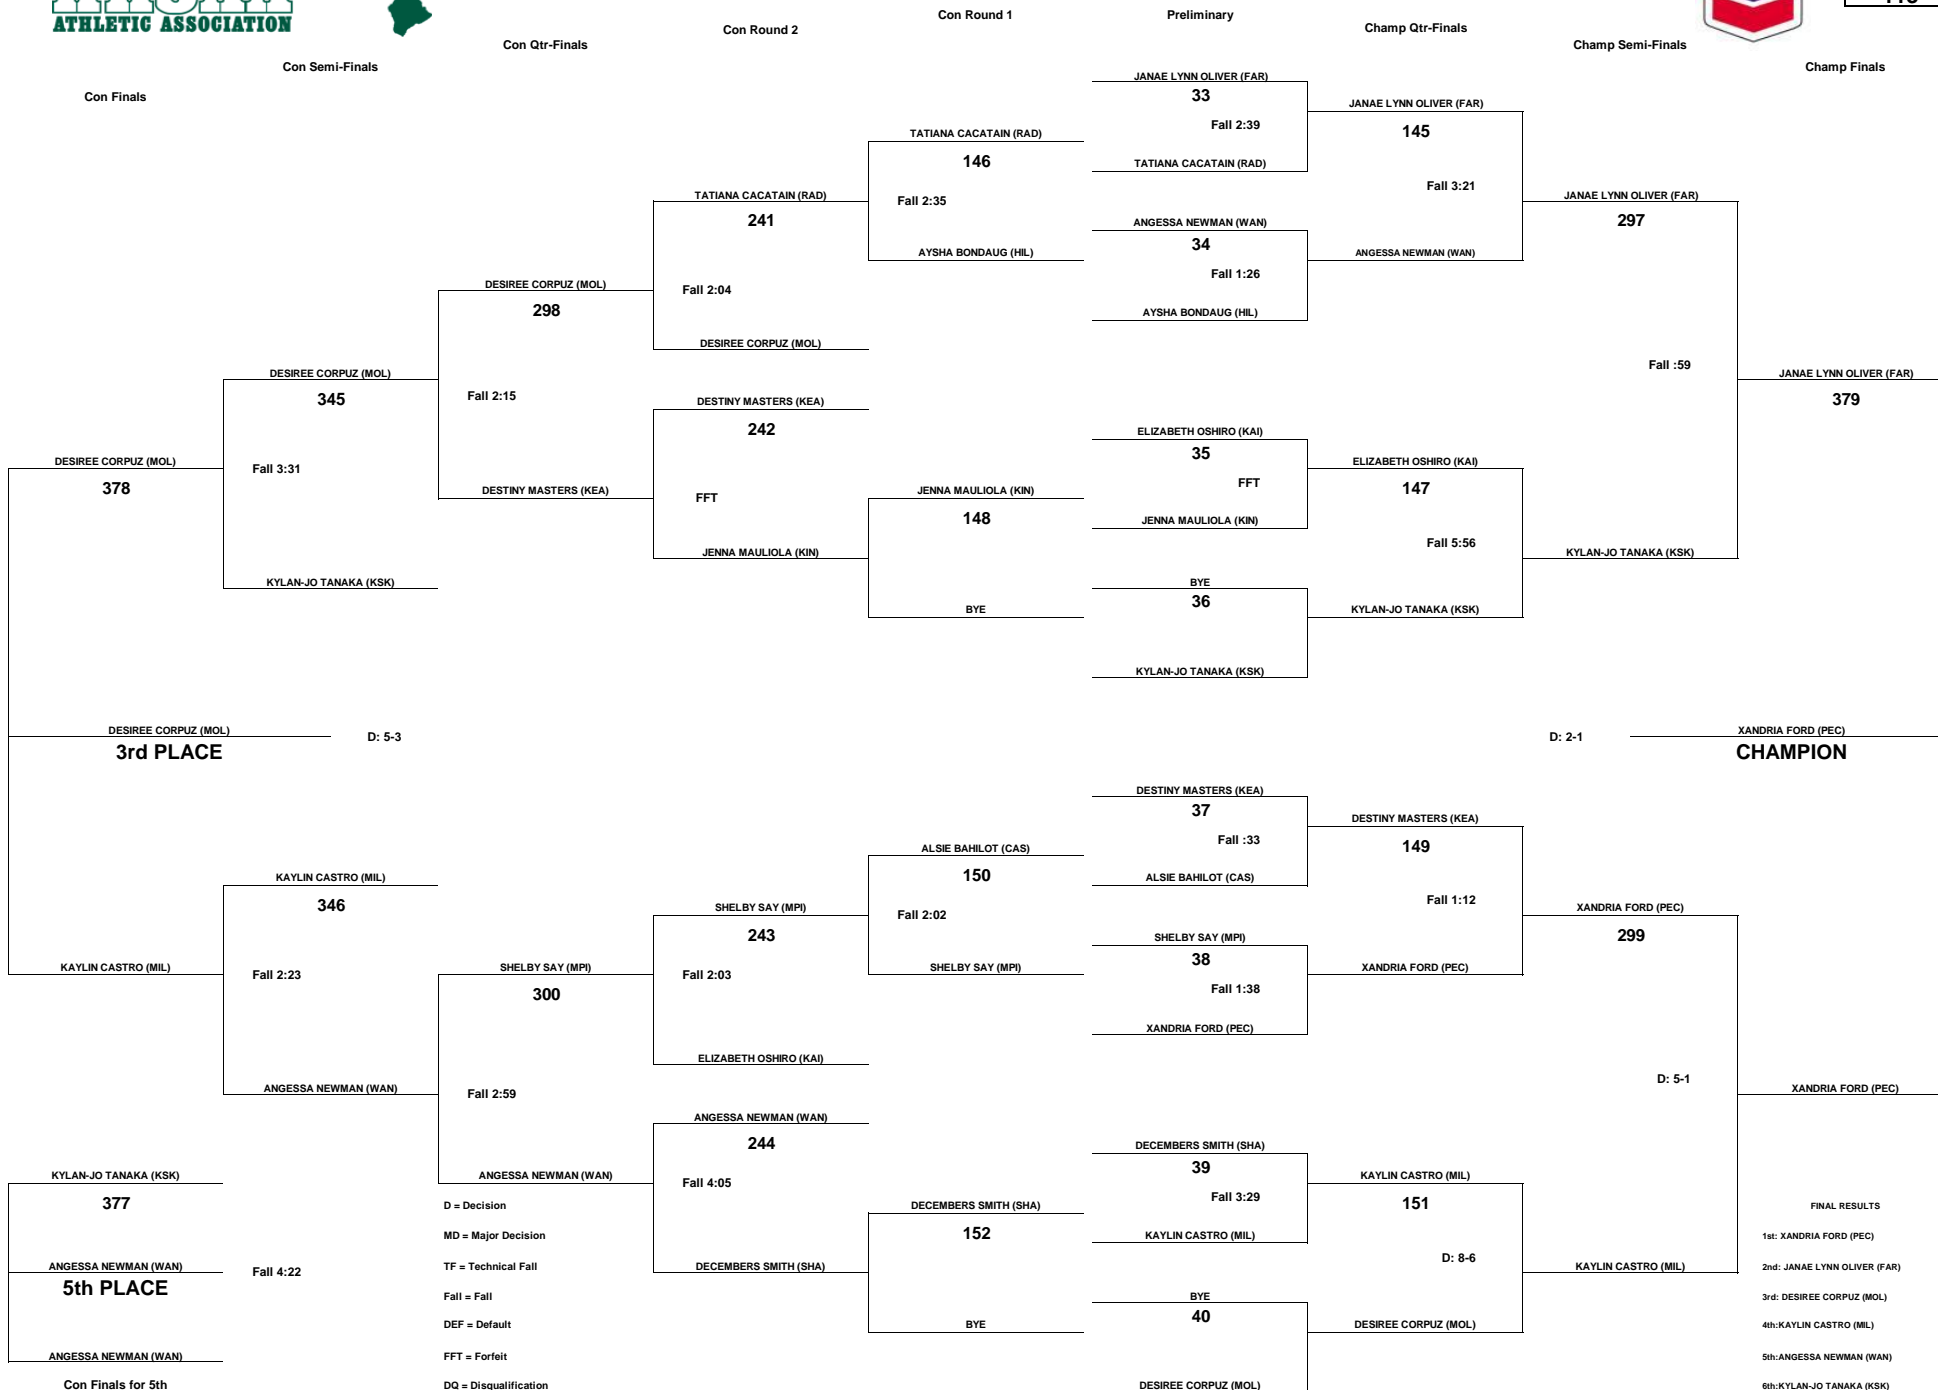 ATHLETIC ASSOCIATION
Con Finals
Con Semi-Finals
Con Qtr-Finals
Con Round 2
Con Round 1
Preliminary
Champ Qtr-Finals
Champ Semi-Finals
Champ Finals
JANAE LYNN OLIVER (FAR)
33
Fall 2:39
TATIANA CACATAIN (RAD)
ANGESSA NEWMAN (WAN)
34
Fall 1:26
AYSHA BONDAUG (HIL)
ELIZABETH OSHIRO (KAI)
35
FFT
JENNA MAULIOLA (KIN)
BYE
36
KYLAN-JO TANAKA (KSK)
DESTINY MASTERS (KEA)
37
Fall :33
ALSIE BAHILOT (CAS)
SHELBY SAY (MPI)
38
Fall 1:38
XANDRIA FORD (PEC)
DECEMBERS SMITH (SHA)
39
Fall 3:29
KAYLIN CASTRO (MIL)
BYE
40
DESIREE CORPUZ (MOL)
JANAE LYNN OLIVER (FAR)
145
Fall 3:21
ANGESSA NEWMAN (WAN)
ELIZABETH OSHIRO (KAI)
147
Fall 5:56
KYLAN-JO TANAKA (KSK)
DESTINY MASTERS (KEA)
149
Fall 1:12
XANDRIA FORD (PEC)
KAYLIN CASTRO (MIL)
151
D: 8-6
DESIREE CORPUZ (MOL)
JANAE LYNN OLIVER (FAR)
297
Fall :59
KYLAN-JO TANAKA (KSK)
XANDRIA FORD (PEC)
299
D: 5-1
KAYLIN CASTRO (MIL)
JANAE LYNN OLIVER (FAR)
379
D: 2-1
XANDRIA FORD (PEC)
CHAMPION
XANDRIA FORD (PEC)
TATIANA CACATAIN (RAD)
146
Fall 2:35
AYSHA BONDAUG (HIL)
JENNA MAULIOLA (KIN)
148
BYE
ALSIE BAHILOT (CAS)
150
Fall 2:02
SHELBY SAY (MPI)
DECEMBERS SMITH (SHA)
152
BYE
TATIANA CACATAIN (RAD)
241
Fall 2:04
DESIREE CORPUZ (MOL)
DESTINY MASTERS (KEA)
242
FFT
JENNA MAULIOLA (KIN)
SHELBY SAY (MPI)
243
Fall 2:03
ELIZABETH OSHIRO (KAI)
ANGESSA NEWMAN (WAN)
244
Fall 4:05
DECEMBERS SMITH (SHA)
DESIREE CORPUZ (MOL)
298
Fall 2:15
DESTINY MASTERS (KEA)
SHELBY SAY (MPI)
300
Fall 2:59
ANGESSA NEWMAN (WAN)
DESIREE CORPUZ (MOL)
345
Fall 3:31
KYLAN-JO TANAKA (KSK)
KAYLIN CASTRO (MIL)
346
Fall 2:23
ANGESSA NEWMAN (WAN)
DESIREE CORPUZ (MOL)
378
DESIREE CORPUZ (MOL)
3rd PLACE
D: 5-3
KAYLIN CASTRO (MIL)
KYLAN-JO TANAKA (KSK)
377
ANGESSA NEWMAN (WAN)
5th PLACE
Fall 4:22
ANGESSA NEWMAN (WAN)
Con Finals for 5th
D = Decision
MD = Major Decision
TF = Technical Fall
Fall = Fall
DEF = Default
FFT = Forfeit
DQ = Disqualification
FINAL RESULTS
1st: XANDRIA FORD (PEC)
2nd: JANAE LYNN OLIVER (FAR)
3rd: DESIREE CORPUZ (MOL)
4th:KAYLIN CASTRO (MIL)
5th:ANGESSA NEWMAN (WAN)
6th:KYLAN-JO TANAKA (KSK)